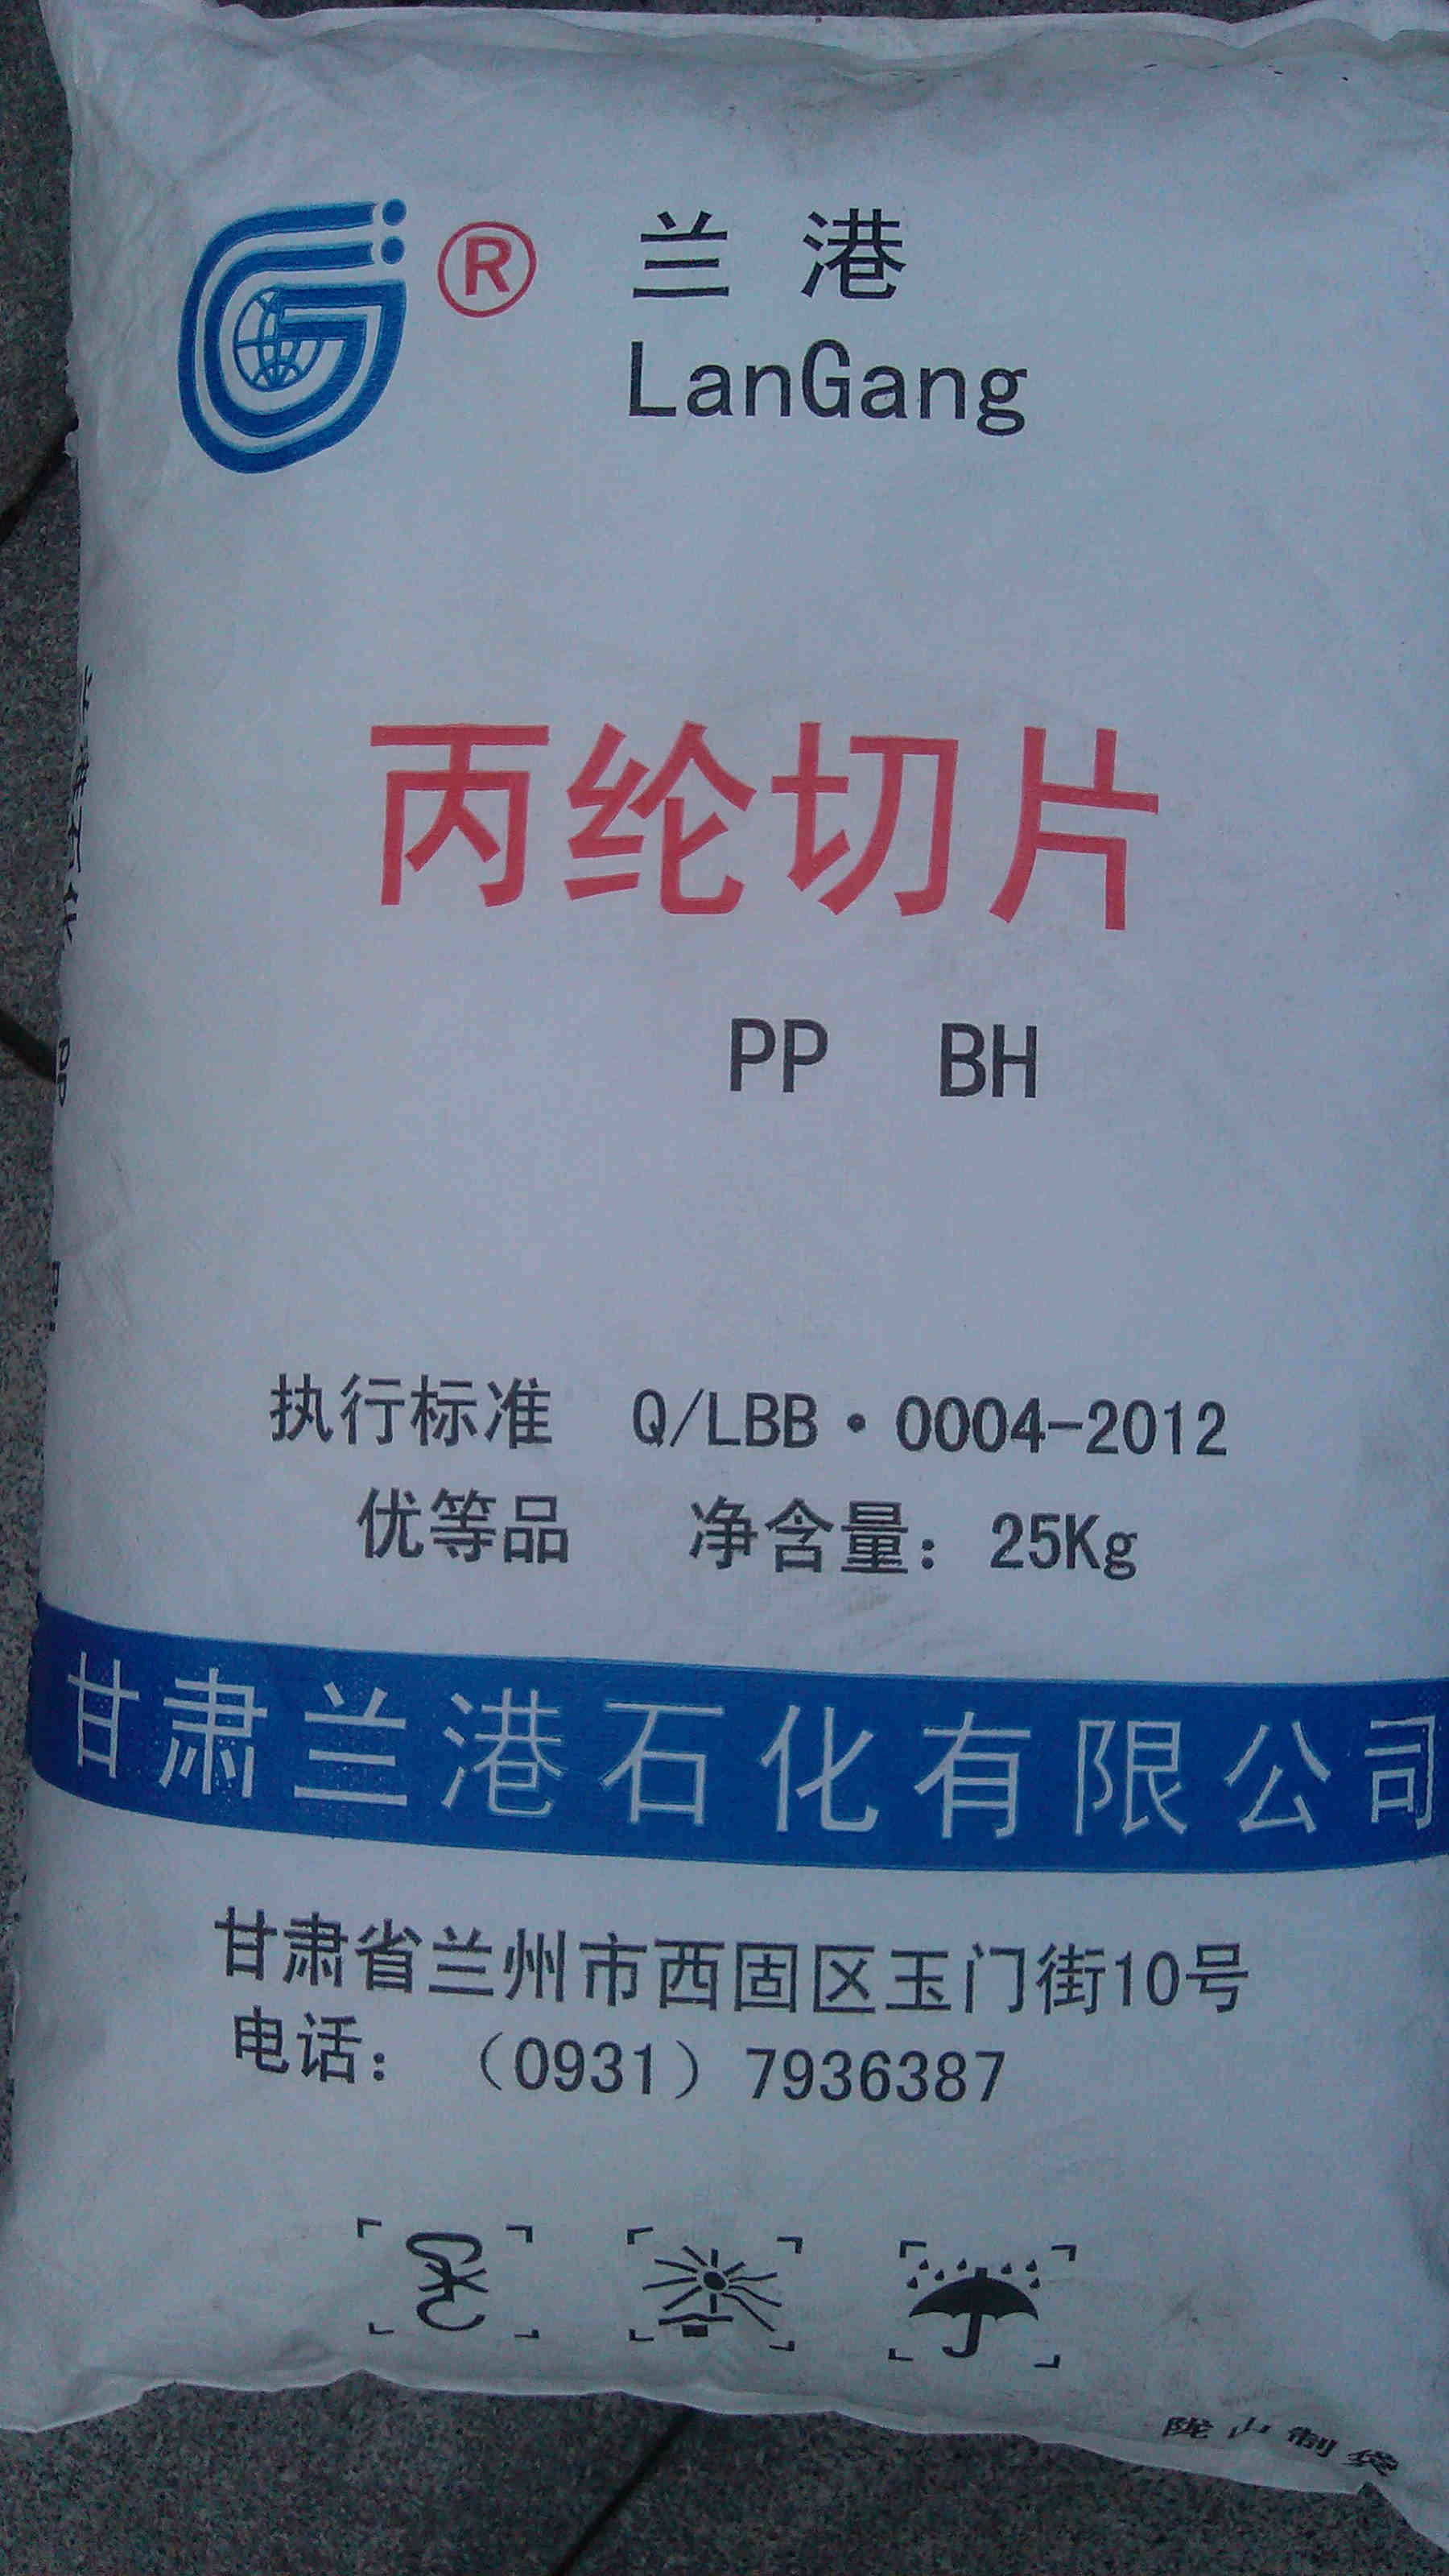 ® 兰港
LanGang
丙纶切片
PP BH
执行标准 Q/LBB·0004-2012
优等品 净含量：25Kg
甘肃兰港石化有限公司
甘肃省兰州市西固区玉门街10号
电话：（0931）7936387
陇山制袋